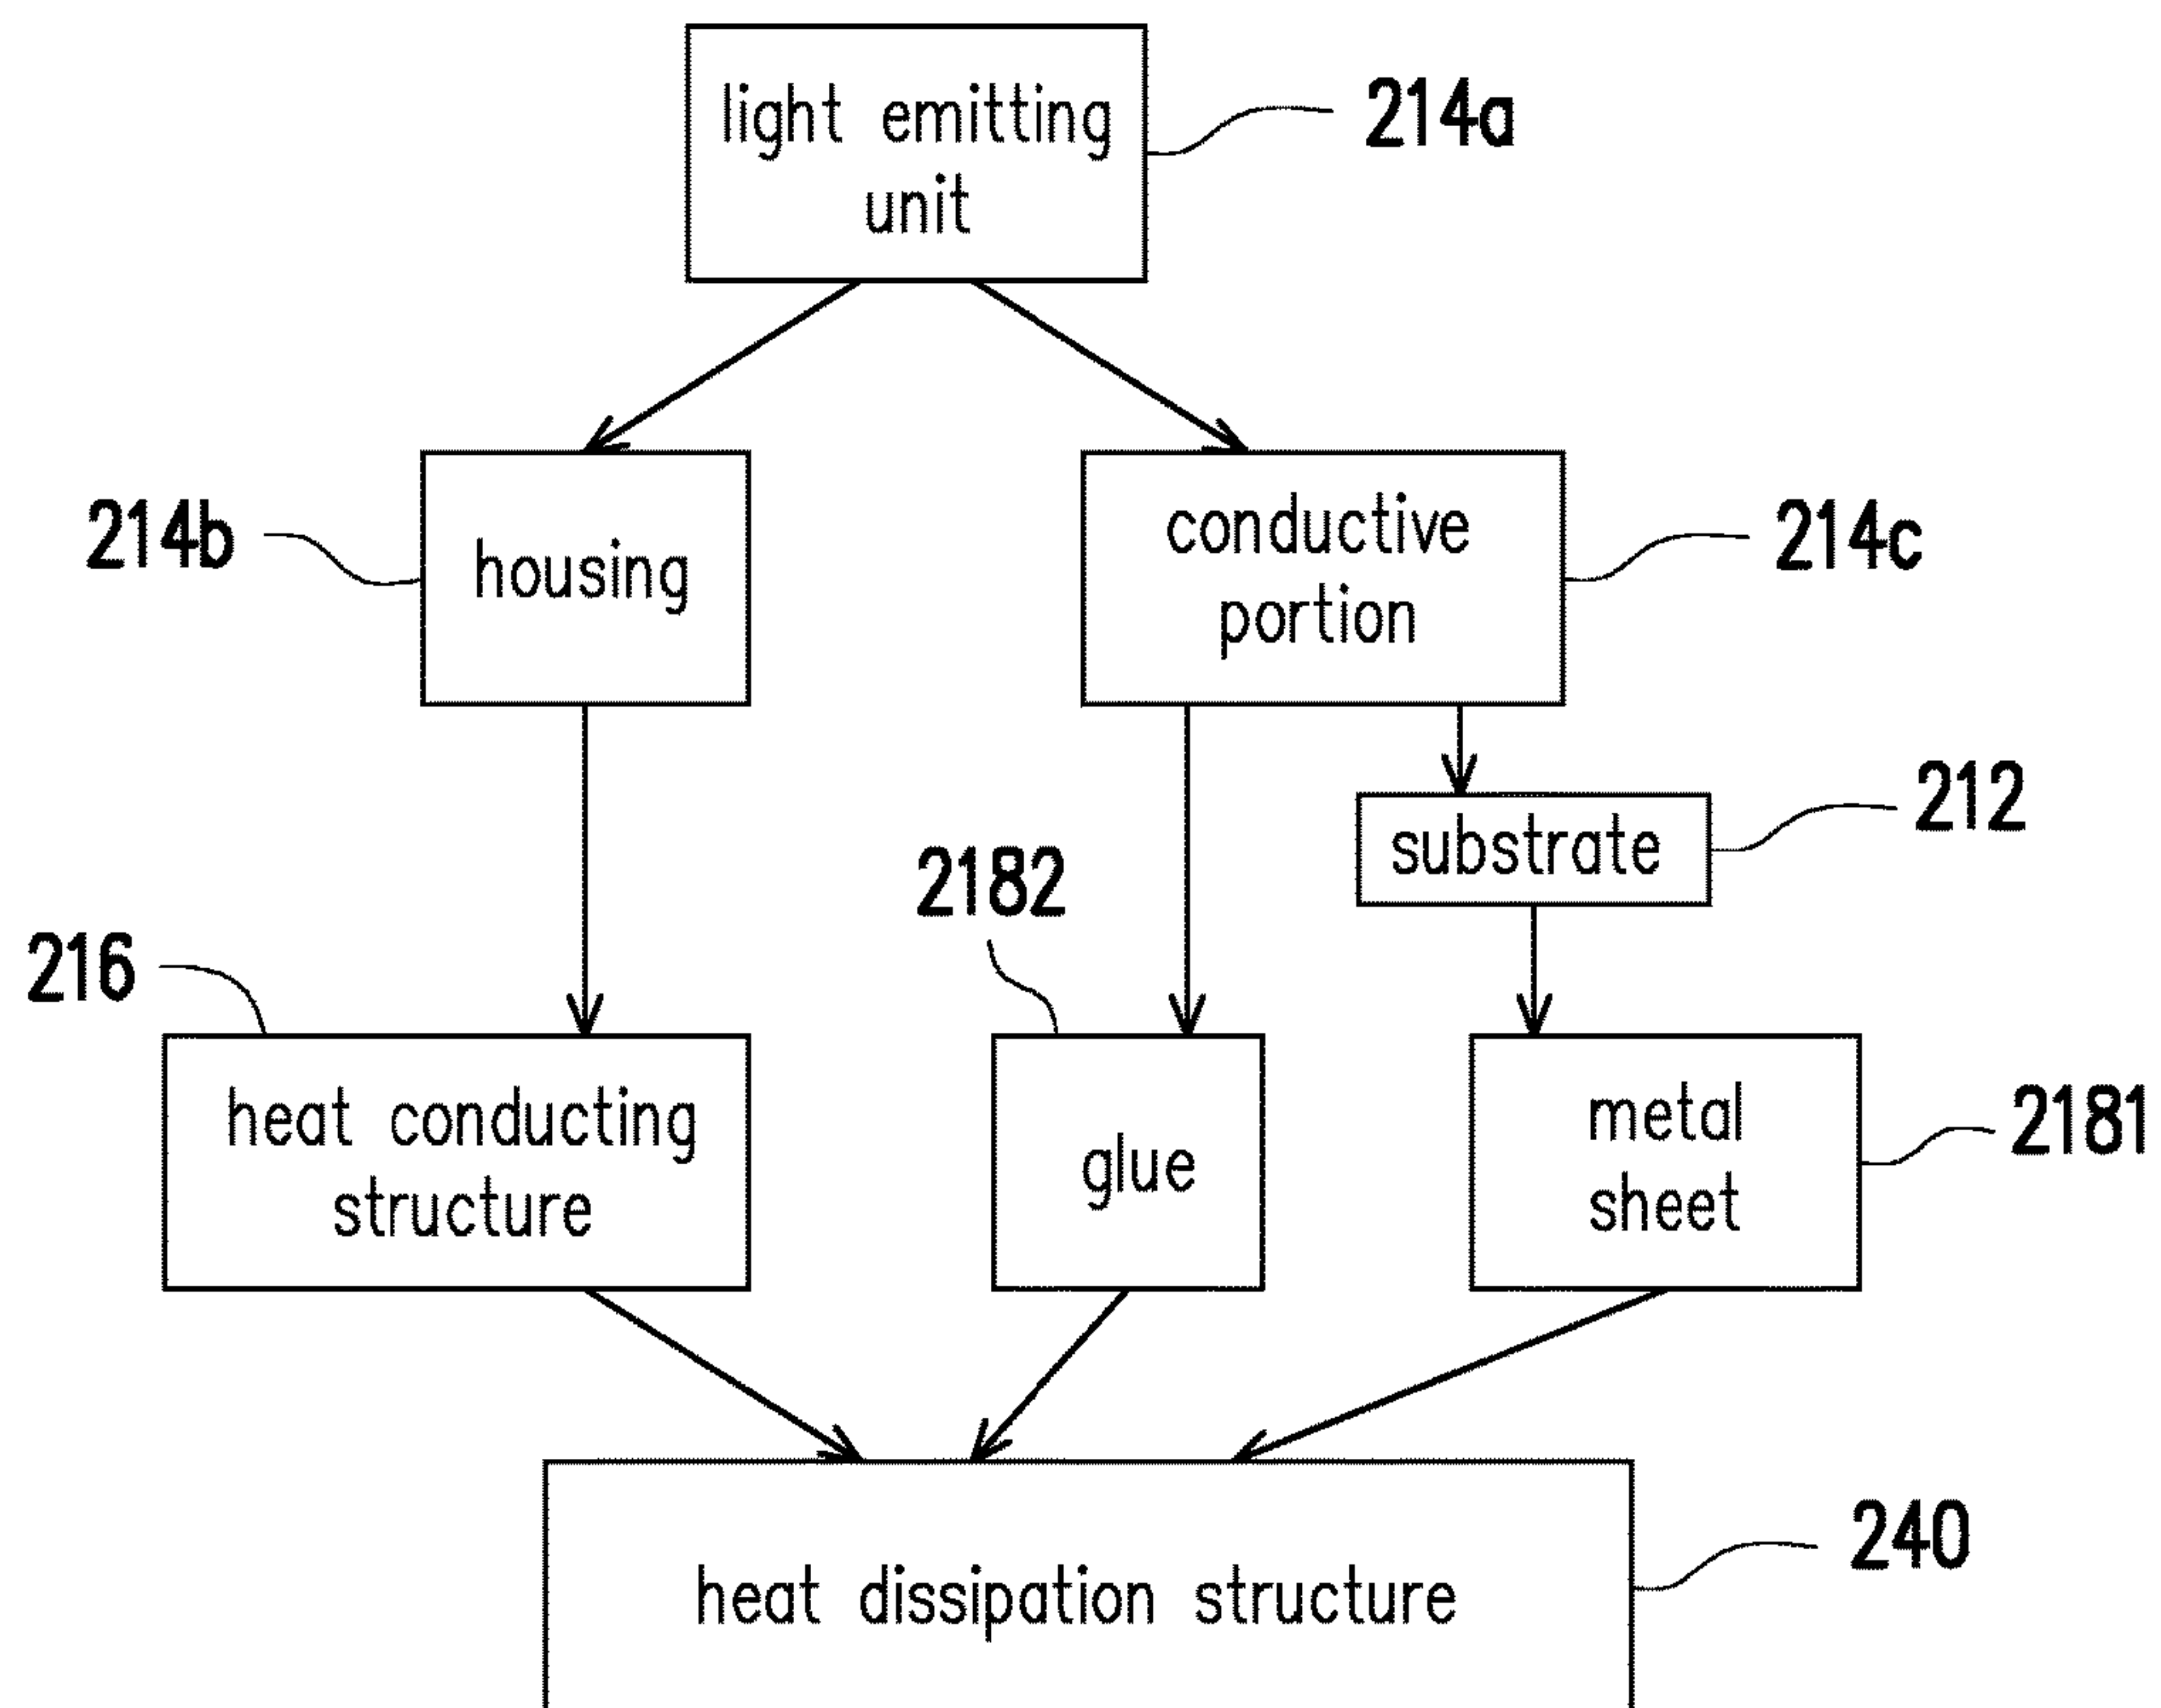 light emitting
unit
214a
214b
housing
conductive
portion
214c
substrate
212
2182
216
heat conducting
structure
glue
metal
sheet
2181
heat dissipation structure
240